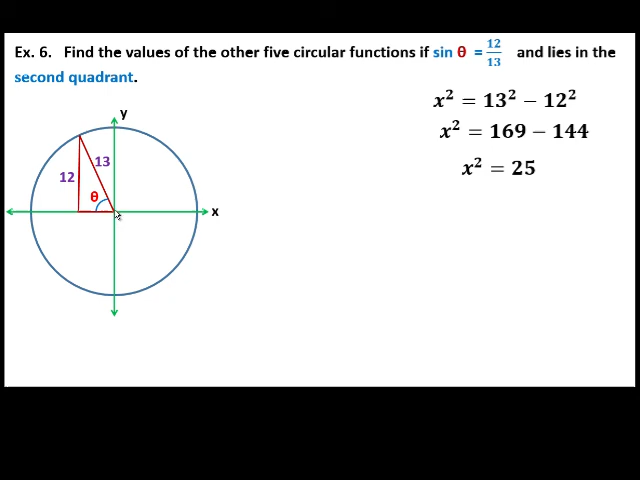 Ex. 6. Find the values of the other five circular functions if sin θ = 12/13 and lies in the
second quadrant.
x² = 13² − 12²
x² = 169 − 144
x² = 25
y
13
12
θ
x